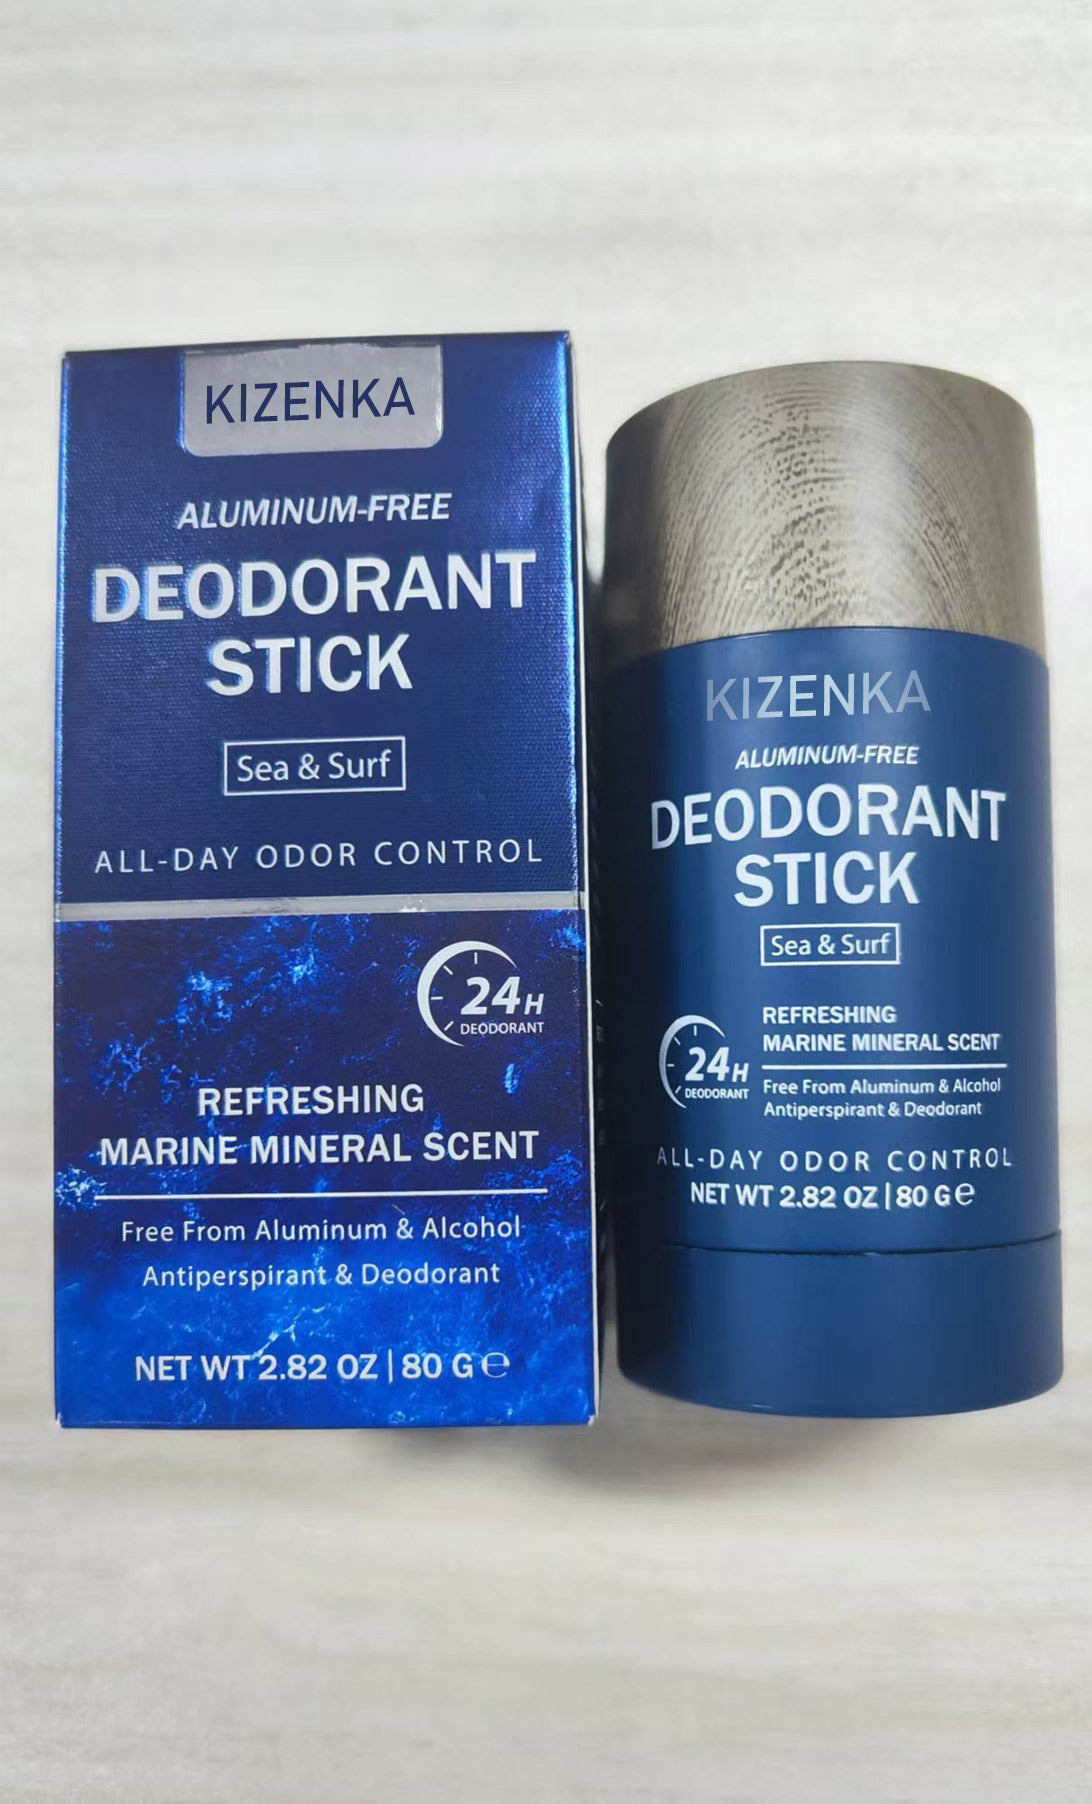 KIZENKA
ALUMINUM-FREE
DEODORANT
STICK
Sea & Surf
ALL-DAY ODOR CONTROL
24H
DEODORANT
REFRESHING
MARINE MINERAL SCENT
Free From Aluminum & Alcohol
Antiperspirant & Deodorant
NET WT 2.82 OZ | 80 G ℮
KIZENKA
ALUMINUM-FREE
DEODORANT
STICK
Sea & Surf
24H
DEODORANT
REFRESHING
MARINE MINERAL SCENT
Free From Aluminum & Alcohol
Antiperspirant & Deodorant
ALL-DAY ODOR CONTROL
NET WT 2.82 OZ | 80 G ℮